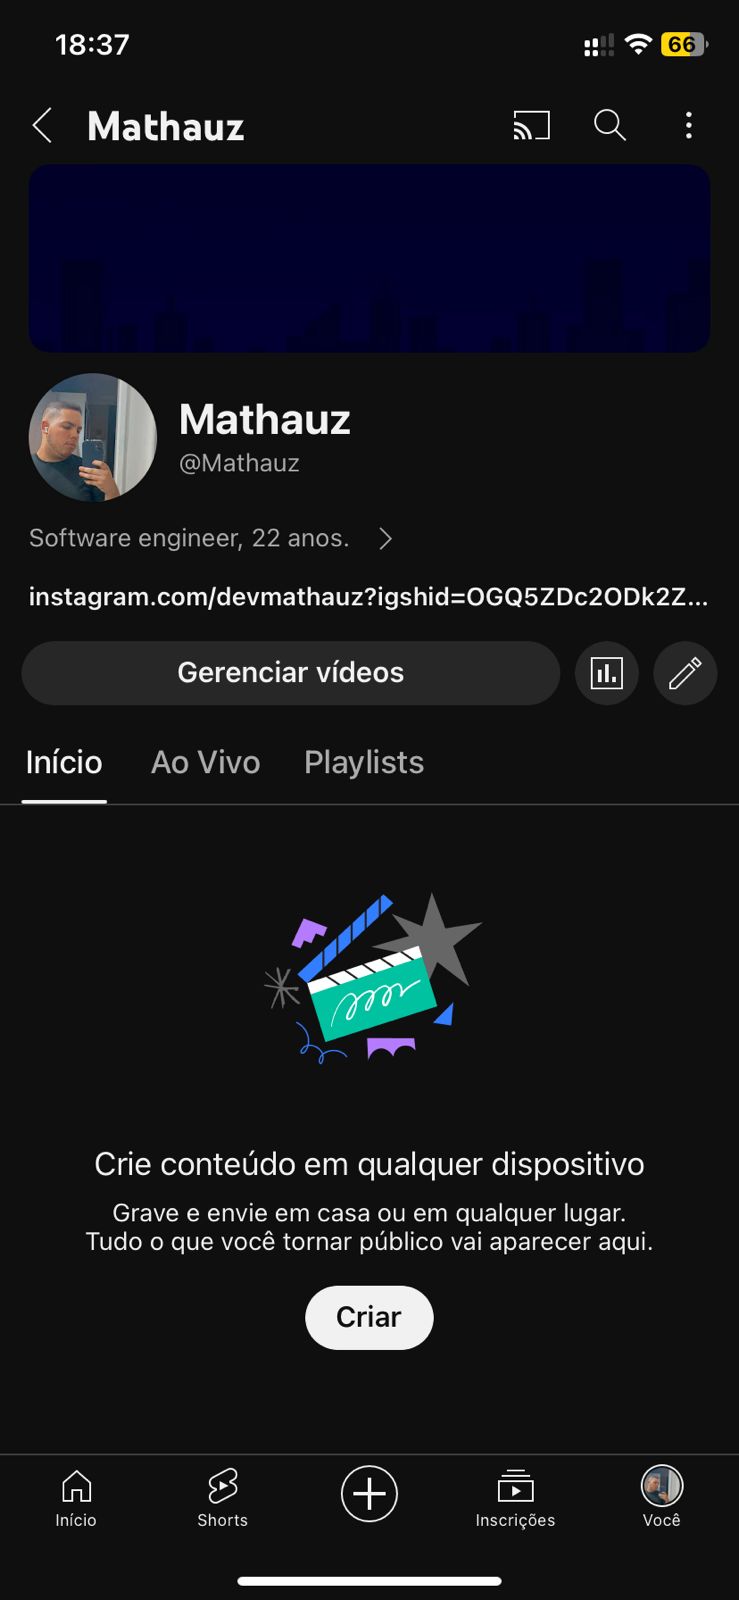 18:37
66
Mathauz
Mathauz
@Mathauz
Software engineer, 22 anos.
instagram.com/devmathauz?igshid=OGQ5ZDc2ODk2Z...
Gerenciar vídeos
Início
Ao Vivo
Playlists
Crie conteúdo em qualquer dispositivo
Grave e envie em casa ou em qualquer lugar.
Tudo o que você tornar público vai aparecer aqui.
Criar
Início
Shorts
Inscrições
Você